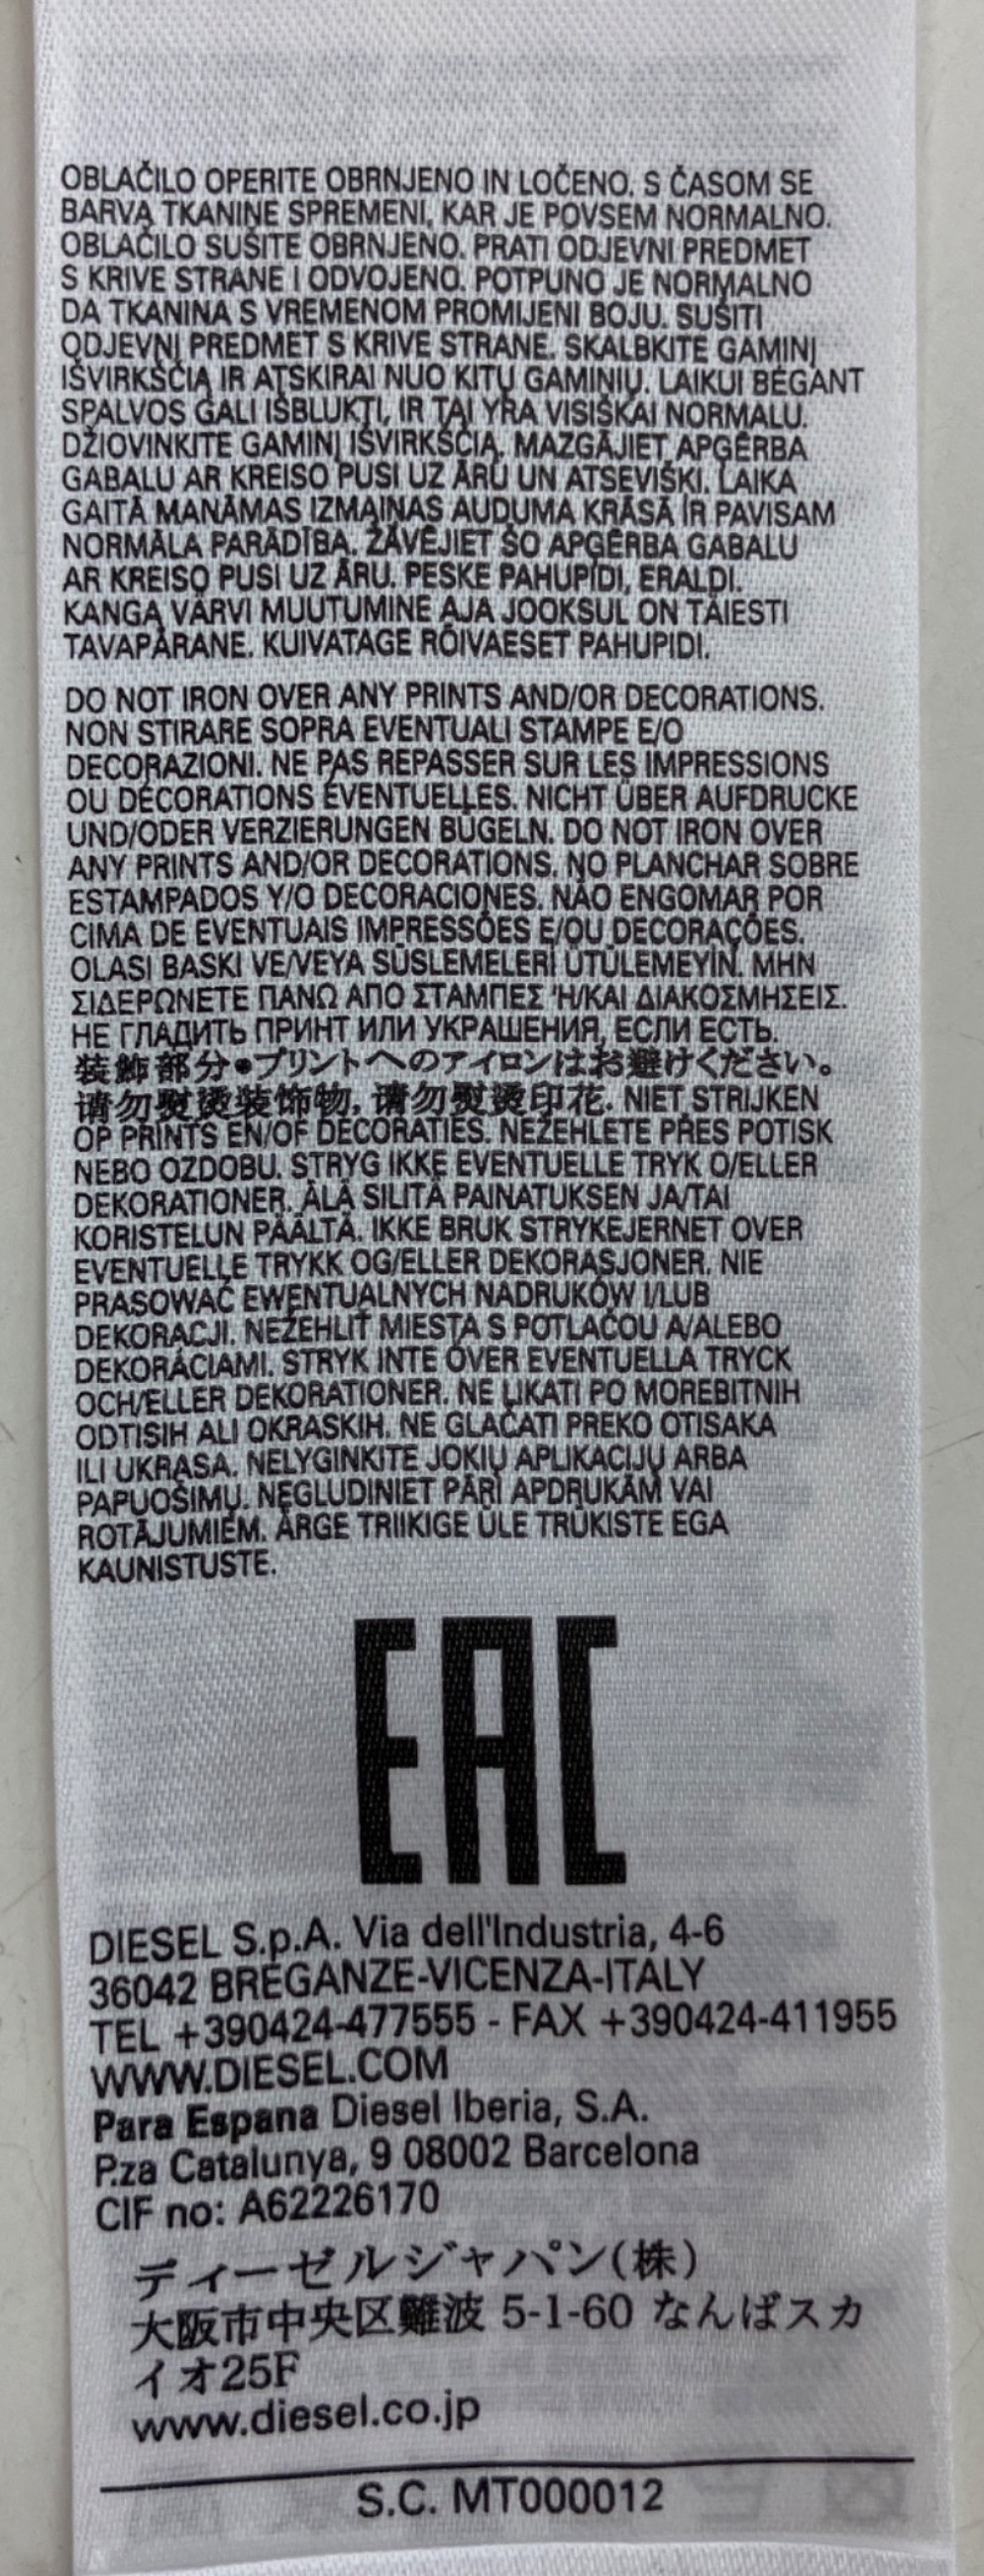 OBLAČILO OPERITE OBRNJENO IN LOČENO. S ČASOM SE
BARVA TKANINE SPREMENI, KAR JE POVSEM NORMALNO.
OBLAČILO SUŠITE OBRNJENO. PRATI ODJEVNI PREDMET
S KRIVE STRANE I ODVOJENO. POTPUNO JE NORMALNO
DA TKANINA S VREMENOM PROMIJENI BOJU. SUŠITI
ODJEVNI PREDMET S KRIVE STRANE. SKALBKITE GAMINĮ
IŠVIRKŠČIĄ IR ATSKIRAI NUO KITŲ GAMINIŲ. LAIKUI BĖGANT
SPALVOS GALI IŠBLUKTI, IR TAI YRA VISIŠKAI NORMALU.
DŽIOVINKITE GAMINĮ IŠVIRKŠČIĄ. MAZGĀJIET APĢĒRBA
GABALU AR KREISO PUSI UZ ĀRU UN ATSEVIŠĶI. LAIKA
GAITĀ MANĀMAS IZMAIŅAS AUDUMA KRĀSĀ IR PAVISAM
NORMĀLA PARĀDĪBA. ŽĀVĒJIET ŠO APĢĒRBA GABALU
AR KREISO PUSI UZ ĀRU. PESKE PAHUPIDI, ERALDI.
KANGA VÄRVI MUUTUMINE AJA JOOKSUL ON TÄIESTI
TAVAPÄRANE. KUIVATAGE RÕIVAESET PAHUPIDI.
DO NOT IRON OVER ANY PRINTS AND/OR DECORATIONS.
NON STIRARE SOPRA EVENTUALI STAMPE E/O
DECORAZIONI. NE PAS REPASSER SUR LES IMPRESSIONS
OU DÉCORATIONS ÉVENTUELLES. NICHT ÜBER AUFDRUCKE
UND/ODER VERZIERUNGEN BÜGELN. DO NOT IRON OVER
ANY PRINTS AND/OR DECORATIONS. NO PLANCHAR SOBRE
ESTAMPADOS Y/O DECORACIONES. NÃO ENGOMAR POR
CIMA DE EVENTUAIS IMPRESSÕES E/OU DECORAÇÕES.
OLASI BASKI VE/VEYA SÜSLEMELERİ ÜTÜLEMEYİN. ΜΗΝ
ΣΙΔΕΡΩΝΕΤΕ ΠΑΝΩ ΑΠΟ ΣΤΑΜΠΕΣ Ή/ΚΑΙ ΔΙΑΚΟΣΜΗΣΕΙΣ.
НЕ ГЛАДИТЬ ПРИНТ ИЛИ УКРАШЕНИЯ, ЕСЛИ ЕСТЬ.
装飾部分•プリントへのアイロンはお避けください。
请勿熨烫装饰物, 请勿熨烫印花. NIET STRIJKEN
OP PRINTS EN/OF DECORATIES. NEŽEHLETE PŘES POTISK
NEBO OZDOBU. STRYG IKKE EVENTUELLE TRYK O/ELLER
DEKORATIONER. ÄLÄ SILITÄ PAINATUKSEN JA/TAI
KORISTELUN PÄÄLTÄ. IKKE BRUK STRYKEJERNET OVER
EVENTUELLE TRYKK OG/ELLER DEKORASJONER. NIE
PRASOWAĆ EWENTUALNYCH NADRUKÓW I/LUB
DEKORACJI. NEŽEHLIŤ MIESTA S POTLAČOU A/ALEBO
DEKORÁCIAMI. STRYK INTE ÖVER EVENTUELLA TRYCK
OCH/ELLER DEKORATIONER. NE LIKATI PO MOREBITNIH
ODTISIH ALI OKRASKIH. NE GLAČATI PREKO OTISAKA
ILI UKRASA. NELYGINKITE JOKIŲ APLIKACIJŲ ARBA
PAPUOŠIMŲ. NEGLUDINIET PĀRI APDRUKĀM VAI
ROTĀJUMIEM. ÄRGE TRIIKIGE ÜLE TRÜKISTE EGA
KAUNISTUSTE.
EAC
DIESEL S.p.A. Via dell'Industria, 4-6
36042 BREGANZE-VICENZA-ITALY
TEL +390424-477555 - FAX +390424-411955
WWW.DIESEL.COM
Para Espana Diesel Iberia, S.A.
P.za Catalunya, 9 08002 Barcelona
CIF no: A62226170
ディーゼルジャパン(株)
大阪市中央区難波 5-1-60 なんばスカ
イオ25F
www.diesel.co.jp
S.C. MT000012